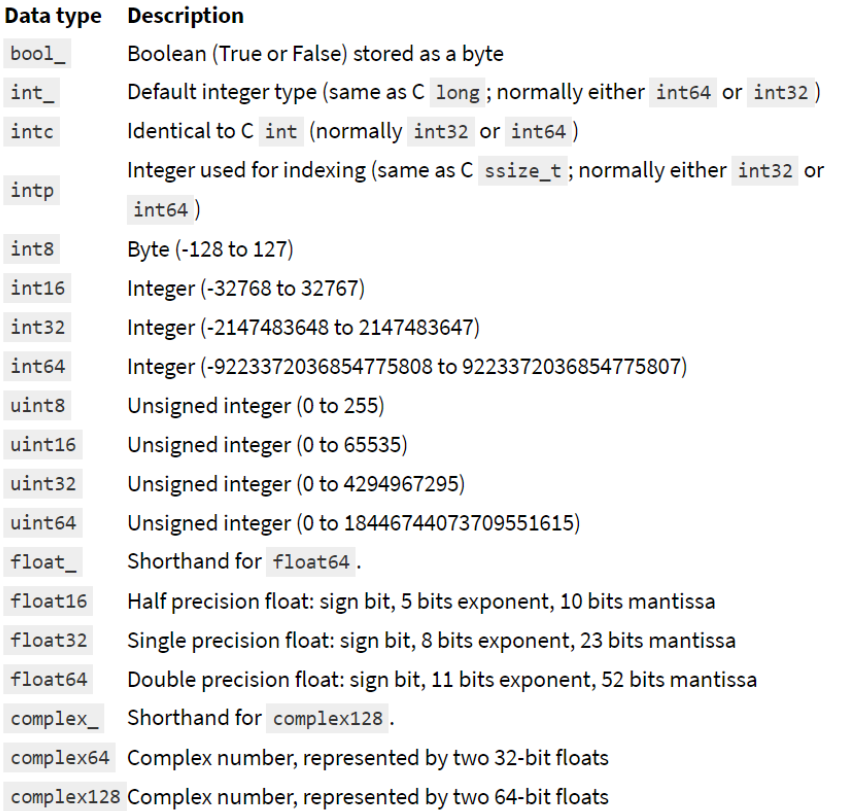 Data type Description
bool_ Boolean (True or False) stored as a byte
int_ Default integer type (same as C long ; normally either int64 or int32 )
intc Identical to C int (normally int32 or int64 )
intp Integer used for indexing (same as C ssize_t ; normally either int32 or
int64 )
int8 Byte (-128 to 127)
int16 Integer (-32768 to 32767)
int32 Integer (-2147483648 to 2147483647)
int64 Integer (-9223372036854775808 to 9223372036854775807)
uint8 Unsigned integer (0 to 255)
uint16 Unsigned integer (0 to 65535)
uint32 Unsigned integer (0 to 4294967295)
uint64 Unsigned integer (0 to 18446744073709551615)
float_ Shorthand for float64 .
float16 Half precision float: sign bit, 5 bits exponent, 10 bits mantissa
float32 Single precision float: sign bit, 8 bits exponent, 23 bits mantissa
float64 Double precision float: sign bit, 11 bits exponent, 52 bits mantissa
complex_ Shorthand for complex128 .
complex64 Complex number, represented by two 32-bit floats
complex128 Complex number, represented by two 64-bit floats